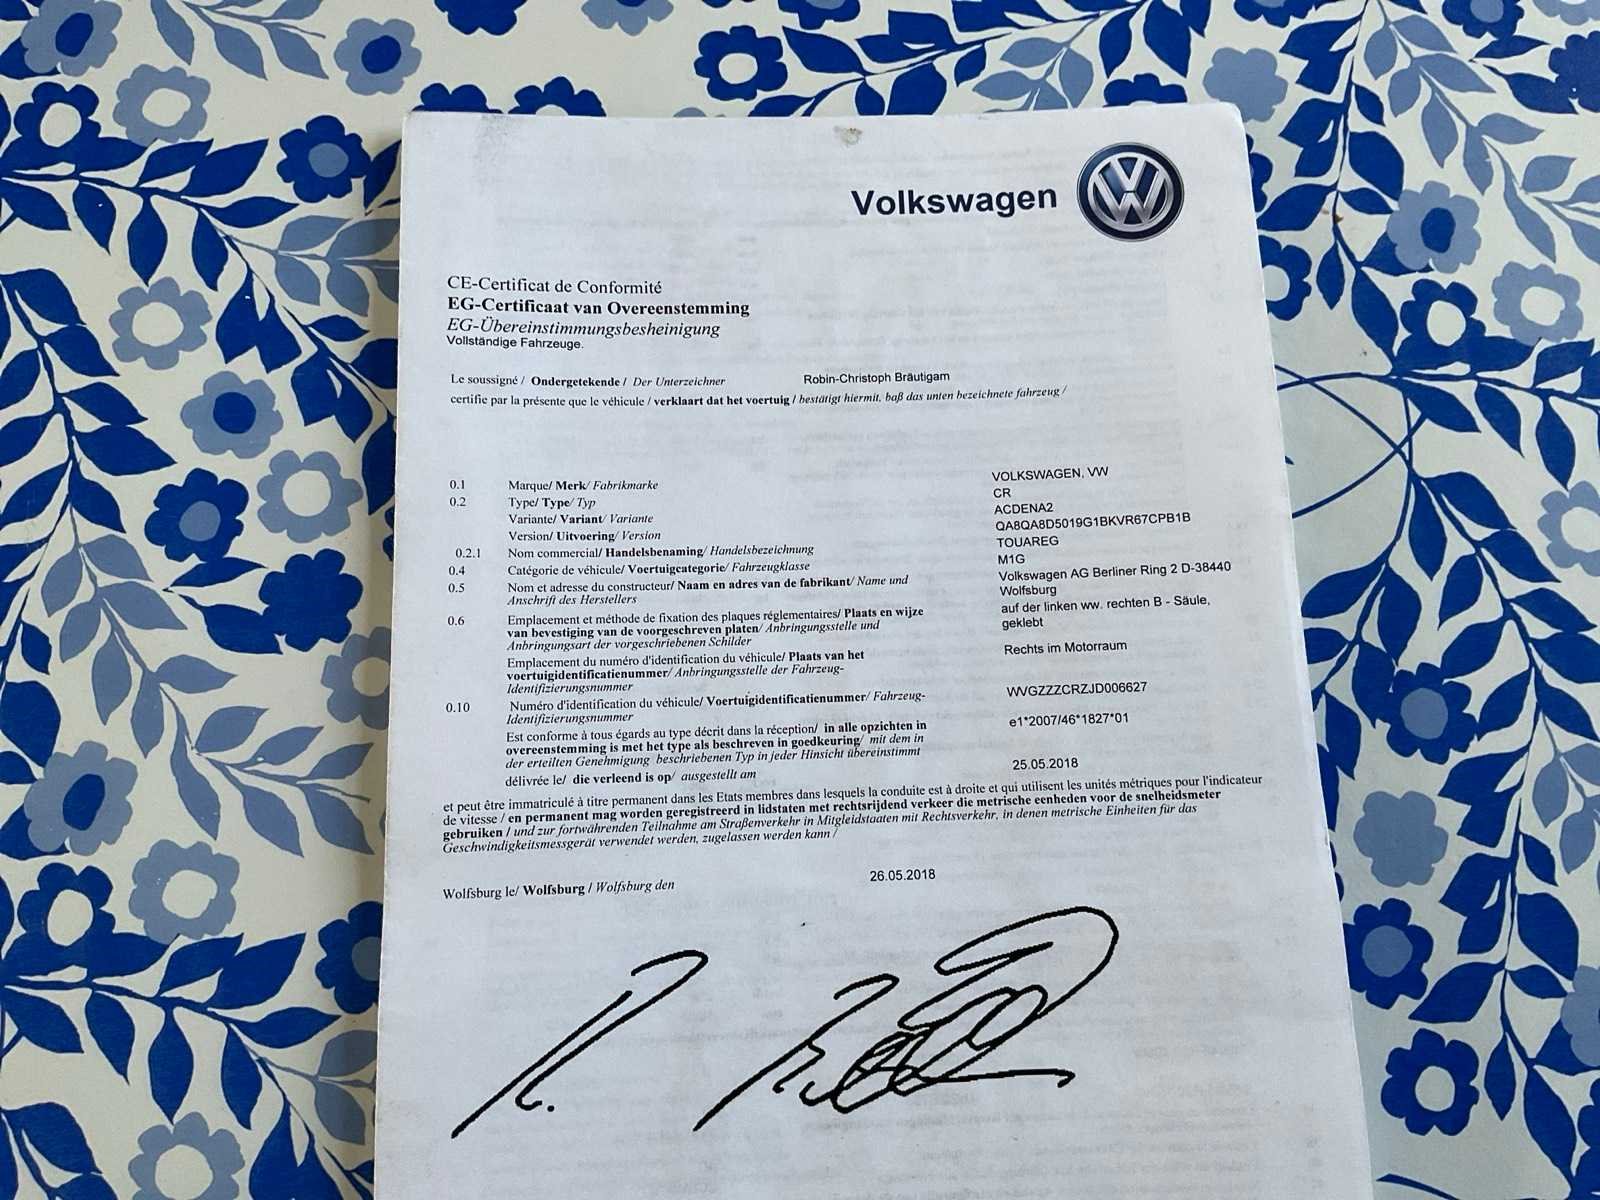 Volkswagen
CE-Certificat de Conformité
EG-Certificaat van Overeenstemming
EG-Übereinstimmungsbesheinigung
Vollständige Fahrzeuge.
Le soussigné / Ondergetekende / Der Unterzeichner Robin-Christoph Bräutigam
certifie par la présente que le véhicule / verklaart dat het voertuig / bestätigt hiermit, baß das unten bezeichnete fahrzeug /
0.1 Marque/ Merk/ Fabrikmarke VOLKSWAGEN, VW
0.2 Type/ Type/ Typ CR
Variante/ Variant/ Variante ACDENA2
Version/ Uitvoering/ Version QA8QA8D5019G1BKVR67CPB1B
0.2.1 Nom commercial/ Handelsbenaming/ Handelsbezeichnung TOUAREG
0.4 Catégorie de véhicule/ Voertuigcategorie/ Fahrzeugklasse M1G
0.5 Nom et adresse du constructeur/ Naam en adres van de fabrikant/ Name und Volkswagen AG Berliner Ring 2 D-38440
Anschrift des Herstellers Wolfsburg
0.6 Emplacement et méthode de fixation des plaques réglementaires/ Plaats en wijze auf der linken ww. rechten B - Säule,
van bevestiging van de voorgeschreven platen/ Anbringungsstelle und geklebt
Anbringungsart der vorgeschriebenen Schilder
Emplacement du numéro d'identification du véhicule/ Plaats van het Rechts im Motorraum
voertuigidentificatienummer/ Anbringungsstelle der Fahrzeug-
Identifizierungsnummer
0.10 Numéro d'identification du véhicule/ Voertuigidentificatienummer/ Fahrzeug- WVGZZZCRZJD006627
Identifizierungsnummer
Est conforme à tous égards au type décrit dans la réception/ in alle opzichten in e1*2007/46*1827*01
overeenstemming is met het type als beschreven in goedkeuring/ mit dem in
der erteilten Genehmigung beschriebenen Typ in jeder Hinsicht übereinstimmt
délivrée le/ die verleend is op/ ausgestellt am 25.05.2018
et peut être immatriculé à titre permanent dans les Etats membres dans lesquels la conduite est à droite et qui utilisent les unités métriques pour l'indicateur
de vitesse / en permanent mag worden geregistreerd in lidstaten met rechtsrijdend verkeer die metrische eenheden voor de snelheidsmeter
gebruiken / und zur fortwährenden Teilnahme am Straßenverkehr in Mitgleidstaaten mit Rechtsverkehr, in denen metrische Einheiten für das
Geschwindigkeitsmessgerät verwendet werden, zugelassen werden kann /
Wolfsburg le/ Wolfsburg / Wolfsburg den 26.05.2018